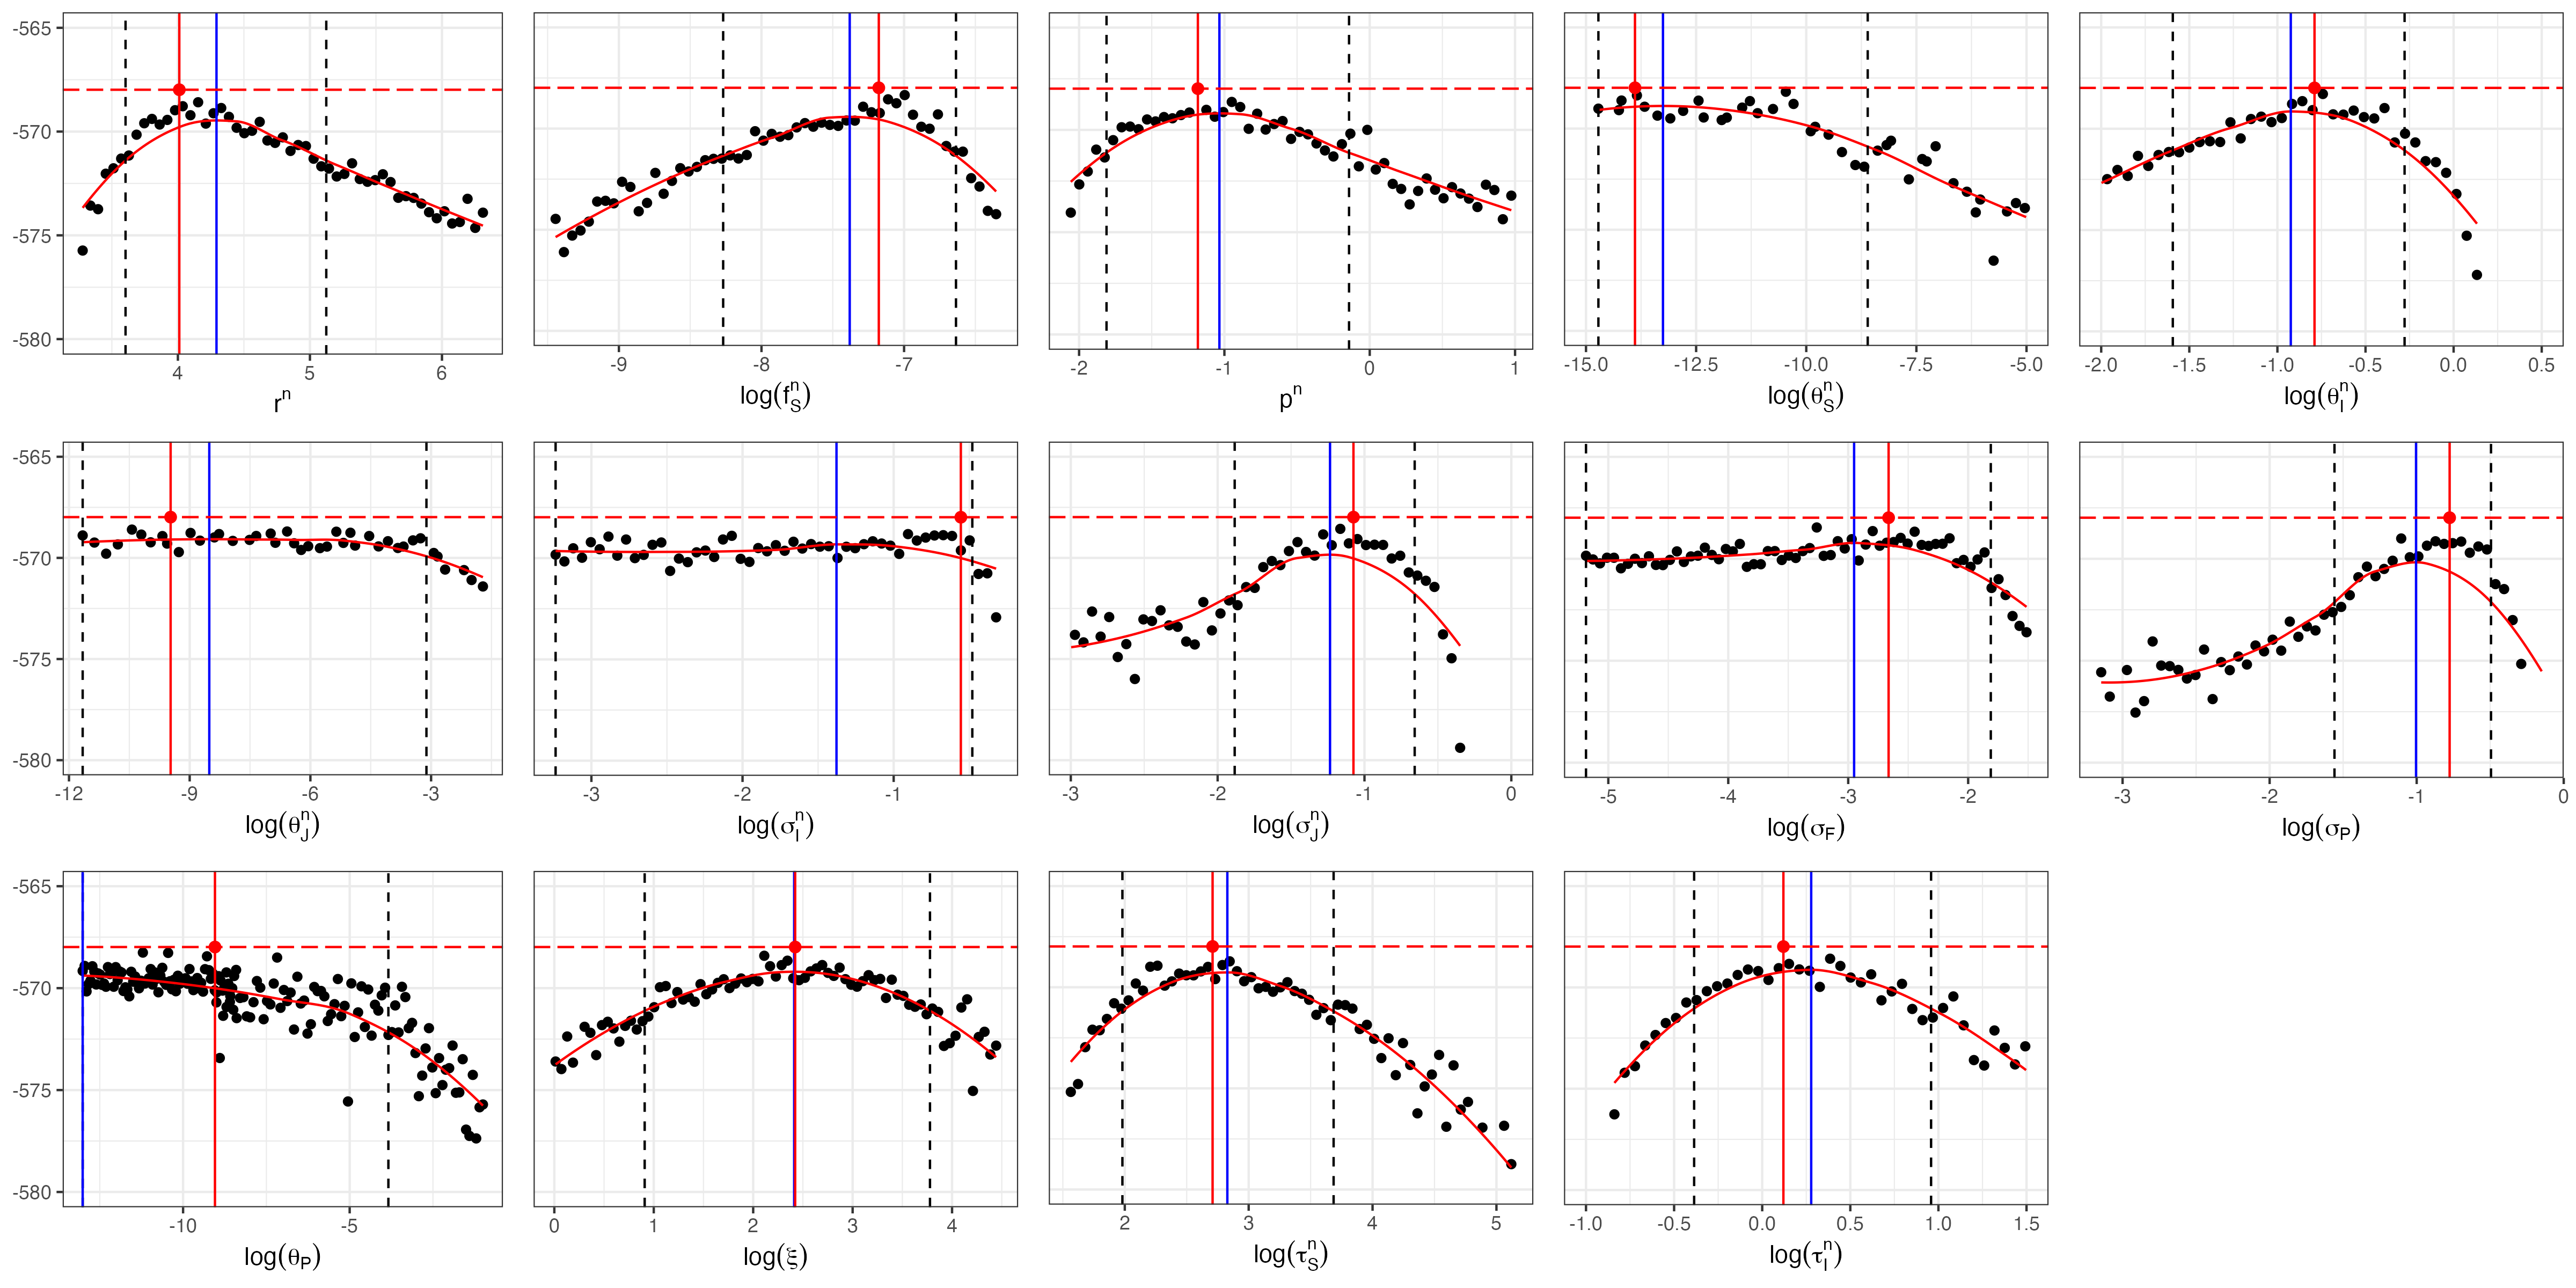 -565
-570
-575
-580
4 5 6
-9 -8 -7
-2 -1 0 1
-15.0 -12.5 -10.0 -7.5 -5.0
-2.0 -1.5 -1.0 -0.5 0.0 0.5
rⁿ
log(f_S^n)
pⁿ
log(θ_S^n)
log(θ_I^n)
-565
-570
-575
-580
-12 -9 -6 -3
-3 -2 -1
-3 -2 -1 0
-5 -4 -3 -2
-3 -2 -1 0
log(θ_J^n)
log(σ_I^n)
log(σ_J^n)
log(σ_F)
log(σ_P)
-565
-570
-575
-580
-10 -5
0 1 2 3 4
2 3 4 5
-1.0 -0.5 0.0 0.5 1.0 1.5
log(θ_P)
log(ξ)
log(τ_S^n)
log(τ_I^n)